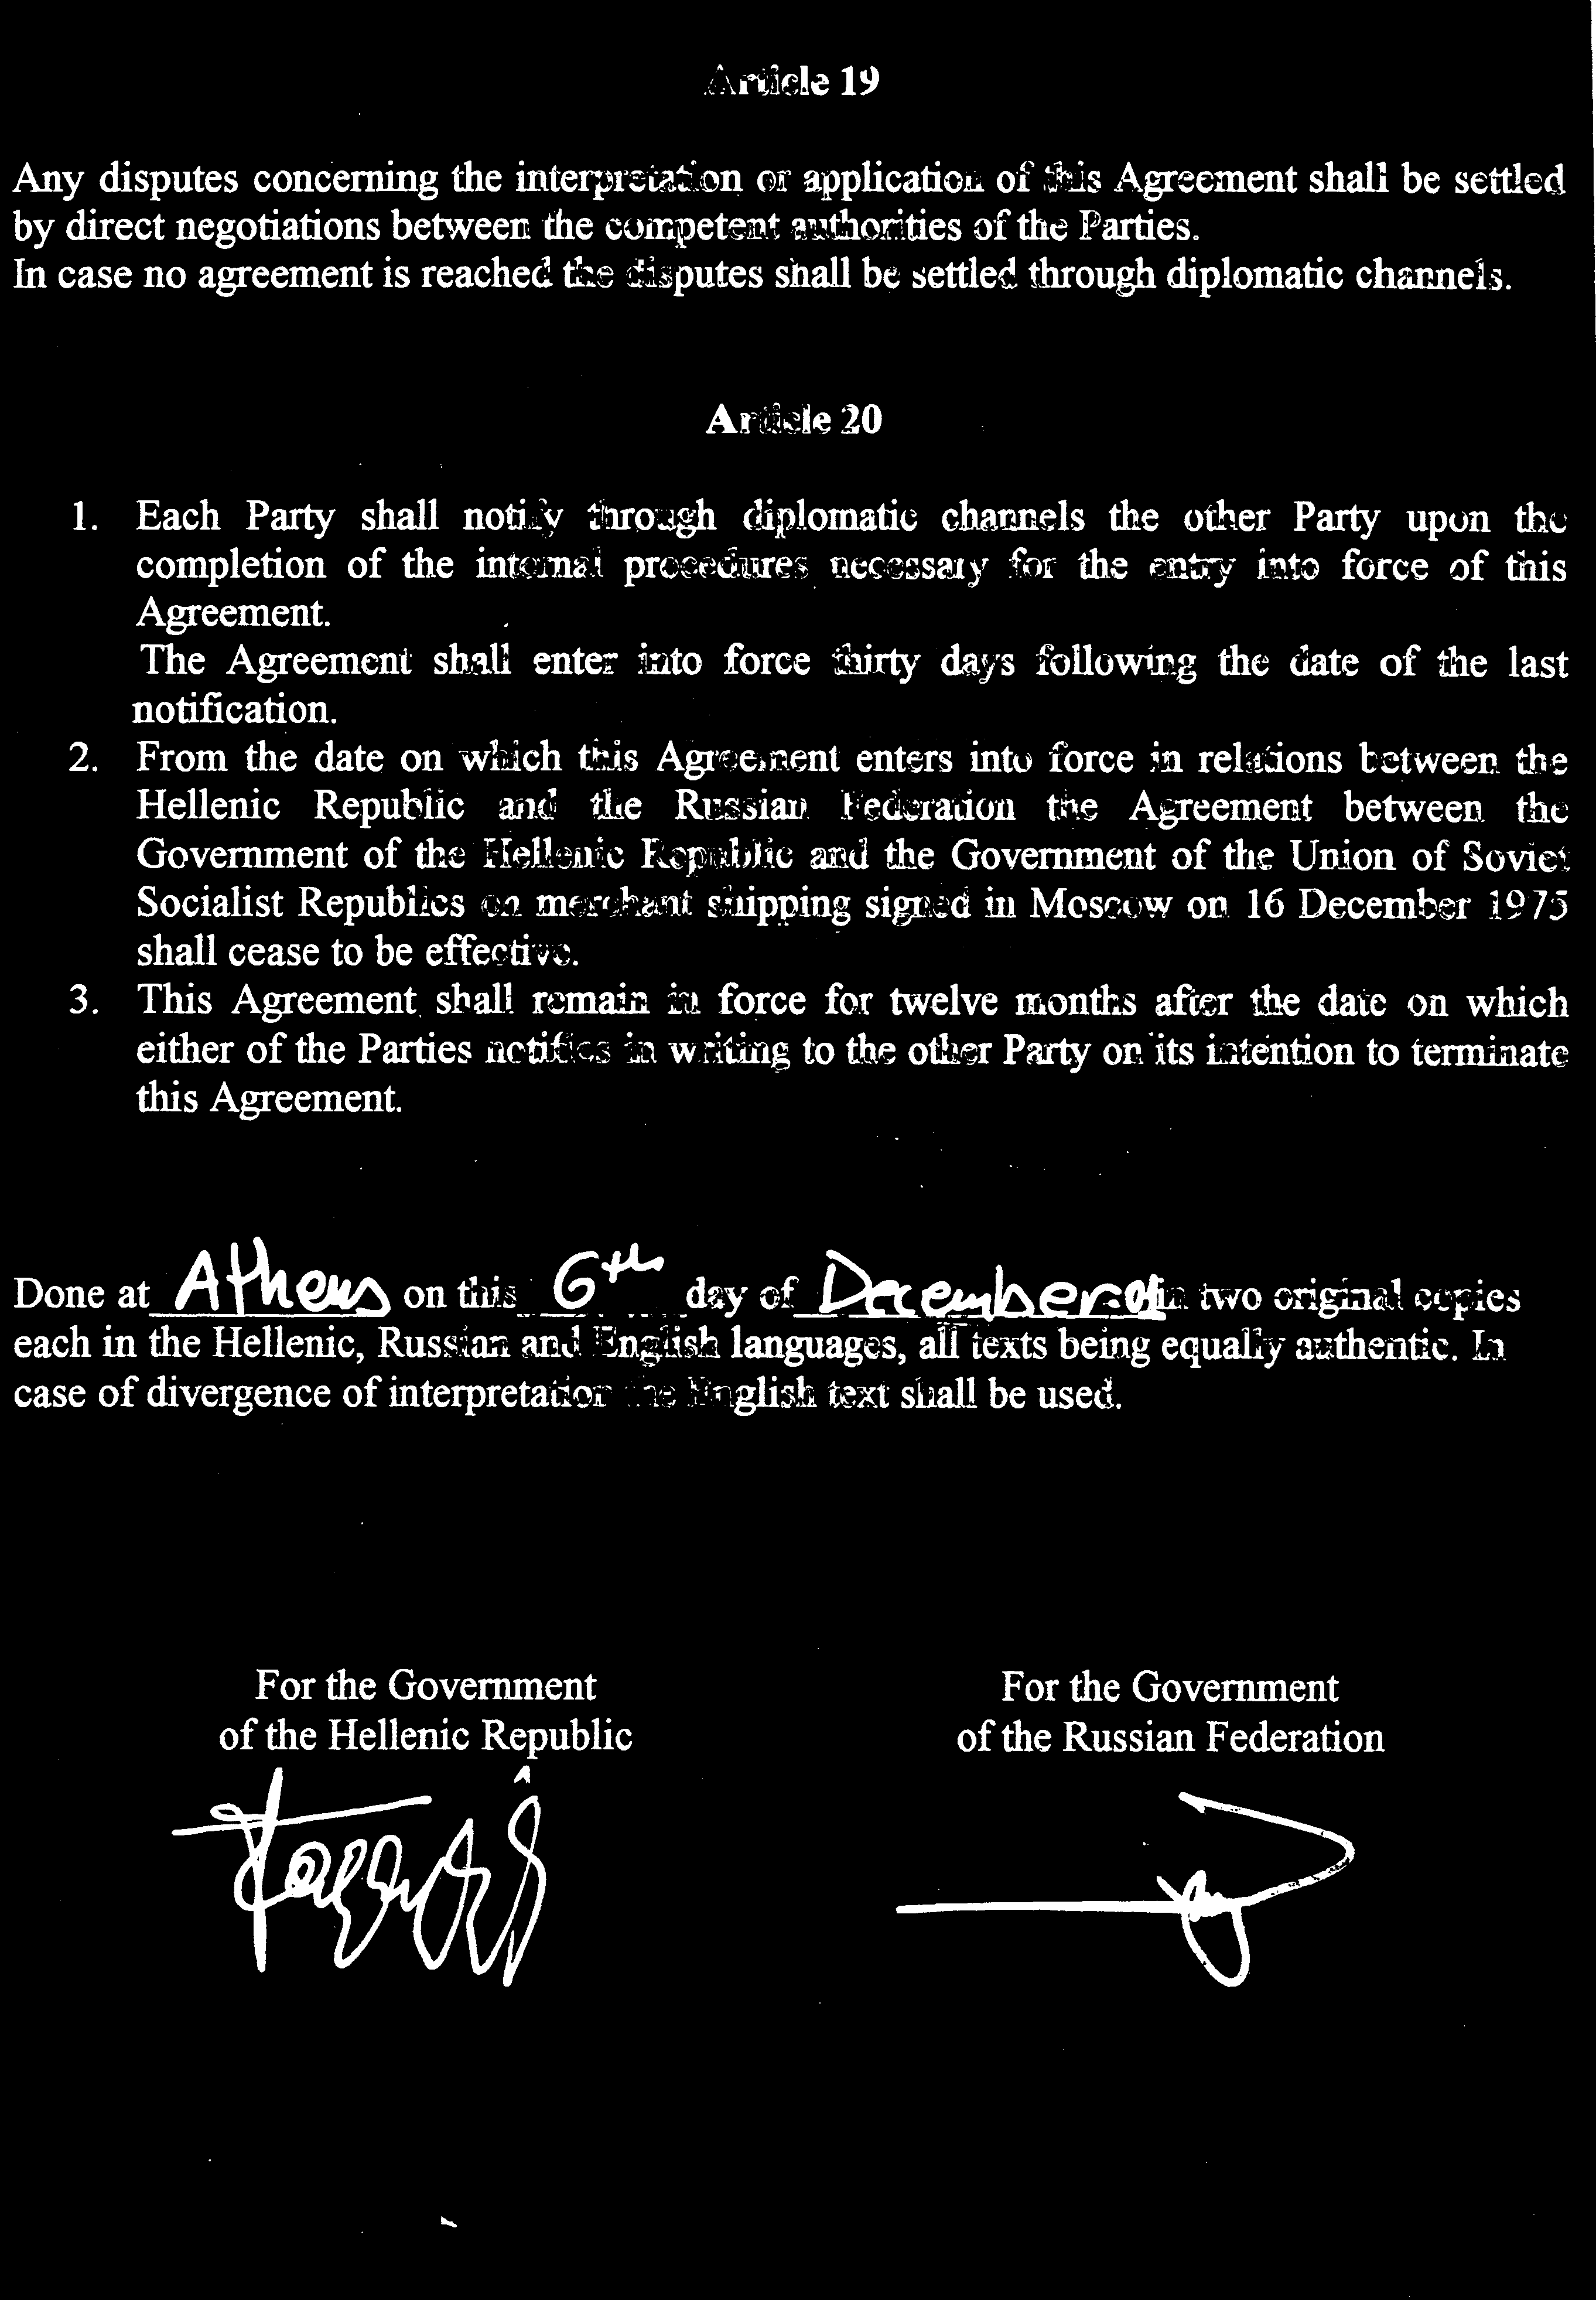 Article 19
Any disputes concerning the interpretation or application of this Agreement shall be settled
by direct negotiations between the competent authorities of the Parties.
In case no agreement is reached the disputes shall be settled through diplomatic channels.
Article 20
1. Each Party shall notify through diplomatic channels the other Party upon the
completion of the internal procedures necessary for the entry into force of this
Agreement.
The Agreement shall enter into force thirty days following the date of the last
notification.
2. From the date on which this Agreement enters into force in relations between the
Hellenic Republic and the Russian Federation the Agreement between the
Government of the Hellenic Republic and the Government of the Union of Soviet
Socialist Republics on merchant shipping signed in Moscow on 16 December 1975
shall cease to be effective.
3. This Agreement shall remain in force for twelve months after the date on which
either of the Parties notifies in writing to the other Party on its intention to terminate
this Agreement.
Done at Athens on this 6th day of December in two original copies
each in the Hellenic, Russian and English languages, all texts being equally authentic. In
case of divergence of interpretation the English text shall be used.
For the Government
of the Hellenic Republic
For the Government
of the Russian Federation